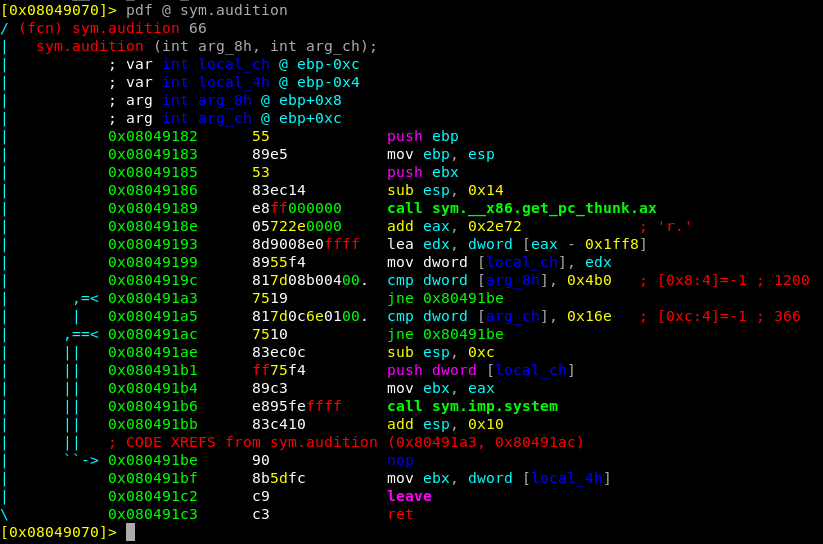 [0x08049070]> pdf @ sym.audition
/ (fcn) sym.audition 66
|   sym.audition (int arg_8h, int arg_ch);
|           ; var int local_ch @ ebp-0xc
|           ; var int local_4h @ ebp-0x4
|           ; arg int arg_8h @ ebp+0x8
|           ; arg int arg_ch @ ebp+0xc
|           0x08049182      55             push ebp
|           0x08049183      89e5           mov ebp, esp
|           0x08049185      53             push ebx
|           0x08049186      83ec14         sub esp, 0x14
|           0x08049189      e8ff000000     call sym.__x86.get_pc_thunk.ax
|           0x0804918e      05722e0000     add eax, 0x2e72             ; 'r.'
|           0x08049193      8d9008e0ffff   lea edx, dword [eax - 0x1ff8]
|           0x08049199      8955f4         mov dword [local_ch], edx
|           0x0804919c      817d08b00400.  cmp dword [arg_8h], 0x4b0   ; [0x8:4]=-1 ; 1200
|       ,=< 0x080491a3      7519           jne 0x80491be
|       |   0x080491a5      817d0c6e0100.  cmp dword [arg_ch], 0x16e   ; [0xc:4]=-1 ; 366
|      ,==< 0x080491ac      7510           jne 0x80491be
|      ||   0x080491ae      83ec0c         sub esp, 0xc
|      ||   0x080491b1      ff75f4         push dword [local_ch]
|      ||   0x080491b4      89c3           mov ebx, eax
|      ||   0x080491b6      e895feffff     call sym.imp.system
|      ||   0x080491bb      83c410         add esp, 0x10
|      ||   ; CODE XREFS from sym.audition (0x80491a3, 0x80491ac)
|      ``-> 0x080491be      90             nop
|           0x080491bf      8b5dfc         mov ebx, dword [local_4h]
|           0x080491c2      c9             leave
\           0x080491c3      c3             ret
[0x08049070]>